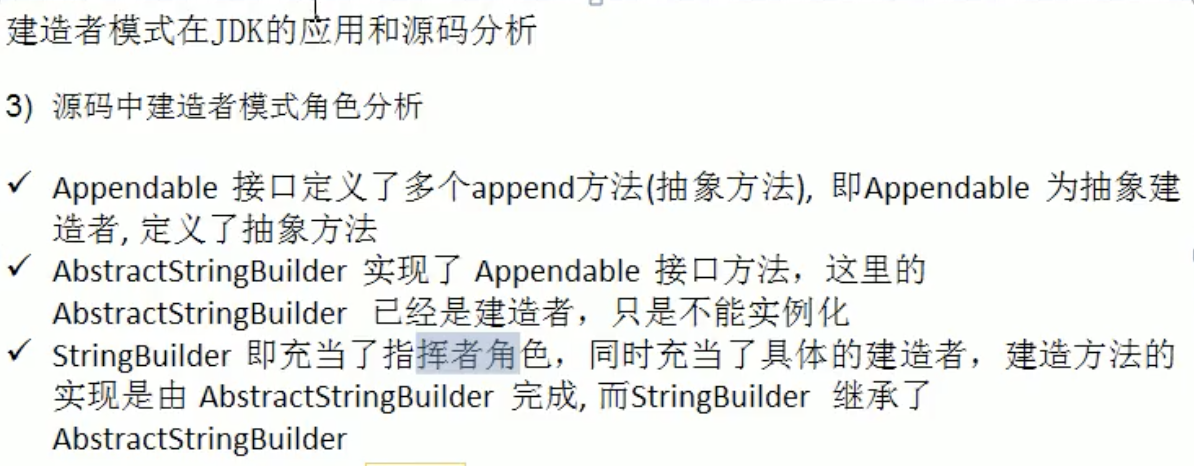 建造者模式在JDK的应用和源码分析
3) 源码中建造者模式角色分析
✓ Appendable 接口定义了多个append方法(抽象方法), 即Appendable 为抽象建
造者, 定义了抽象方法
✓ AbstractStringBuilder 实现了 Appendable 接口方法，这里的
AbstractStringBuilder 已经是建造者，只是不能实例化
✓ StringBuilder 即充当了指挥者角色，同时充当了具体的建造者，建造方法的
实现是由 AbstractStringBuilder 完成, 而StringBuilder 继承了
AbstractStringBuilder